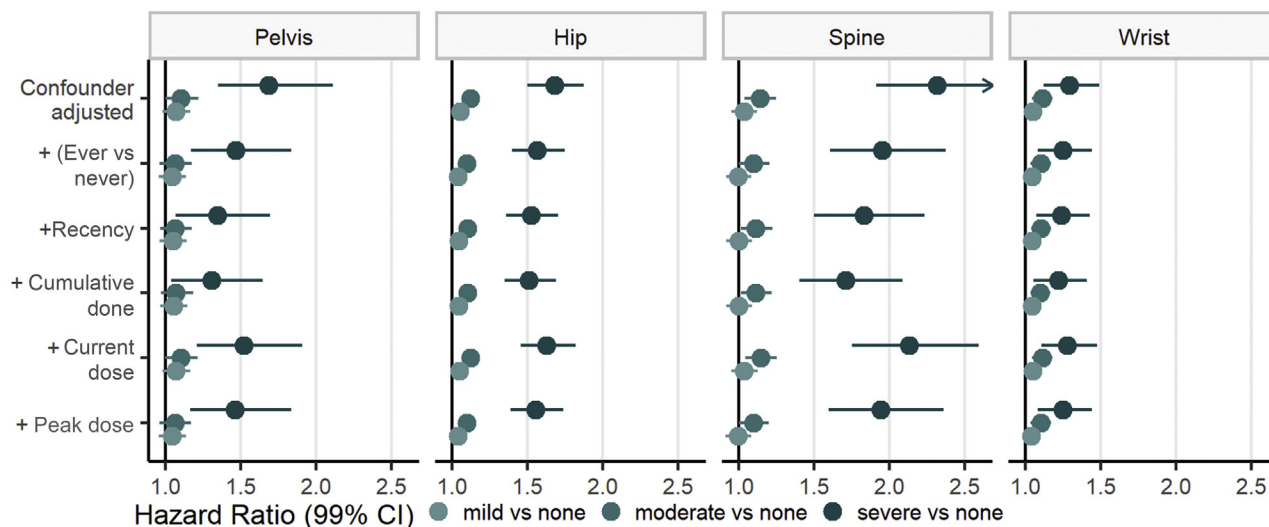 Pelvis Hip Spine Wrist
Confounder
adjusted
+ (Ever vs
never)
+Recency
+ Cumulative
done
+ Current
dose
+ Peak dose
1.0 1.5 2.0 2.5 1.0 1.5 2.0 2.5 1.0 1.5 2.0 2.5 1.0 1.5 2.0 2.5
Hazard Ratio (99% CI) mild vs none moderate vs none severe vs none